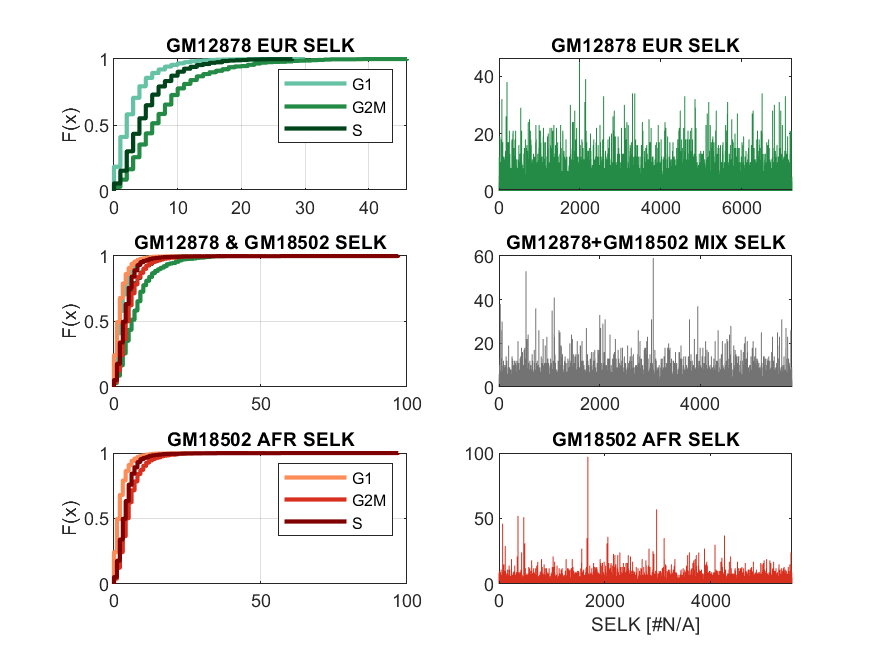 GM12878 EUR SELK
F(x)
1
0.5
0
0 10 20 30 40
G1
G2M
S
GM12878 EUR SELK
40
20
0
0 2000 4000 6000
GM12878 & GM18502 SELK
F(x)
1
0.5
0
0 50 100
GM12878+GM18502 MIX SELK
60
40
20
0
0 2000 4000
GM18502 AFR SELK
F(x)
1
0.5
0
0 50 100
G1
G2M
S
GM18502 AFR SELK
100
50
0
0 2000 4000
SELK [#N/A]